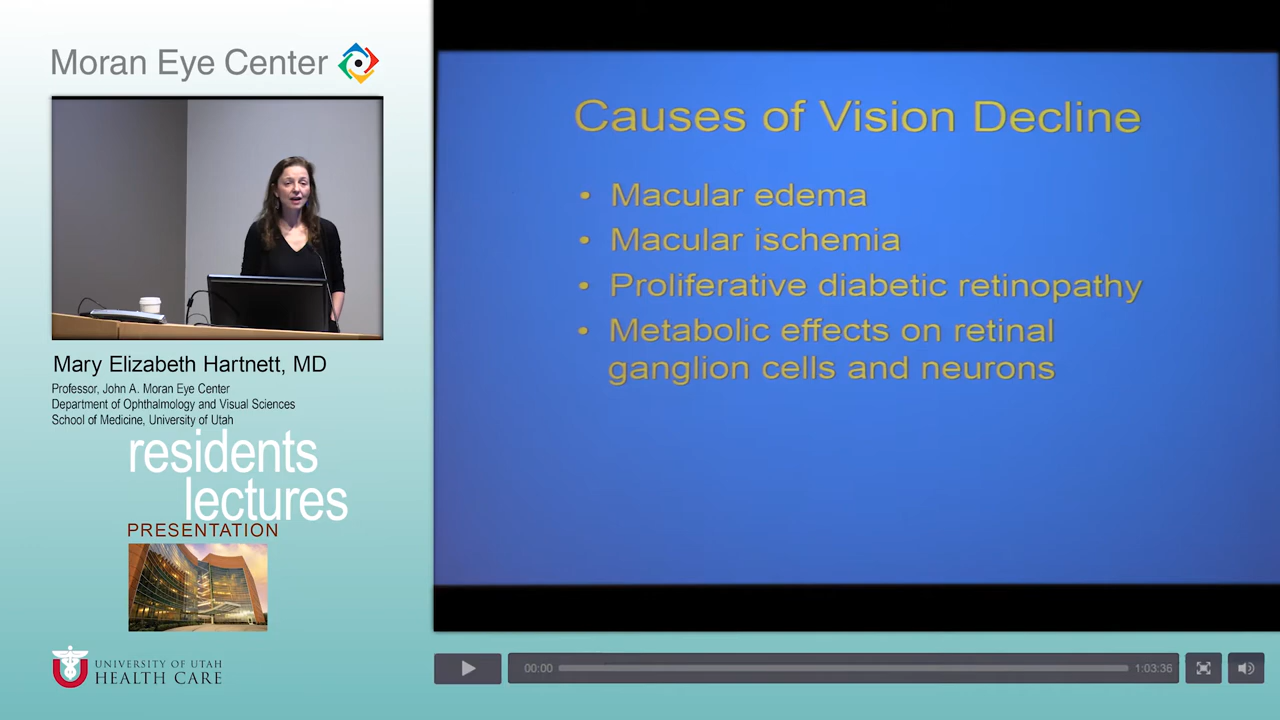 Moran Eye Center
Mary Elizabeth Hartnett, MD
Professor, John A. Moran Eye Center
Department of Ophthalmology and Visual Sciences
School of Medicine, University of Utah
residents
lectures
PRESENTATION
UNIVERSITY OF UTAH
HEALTH CARE
Causes of Vision Decline
• Macular edema
• Macular ischemia
• Proliferative diabetic retinopathy
• Metabolic effects on retinal
ganglion cells and neurons
00:00
1:03:36